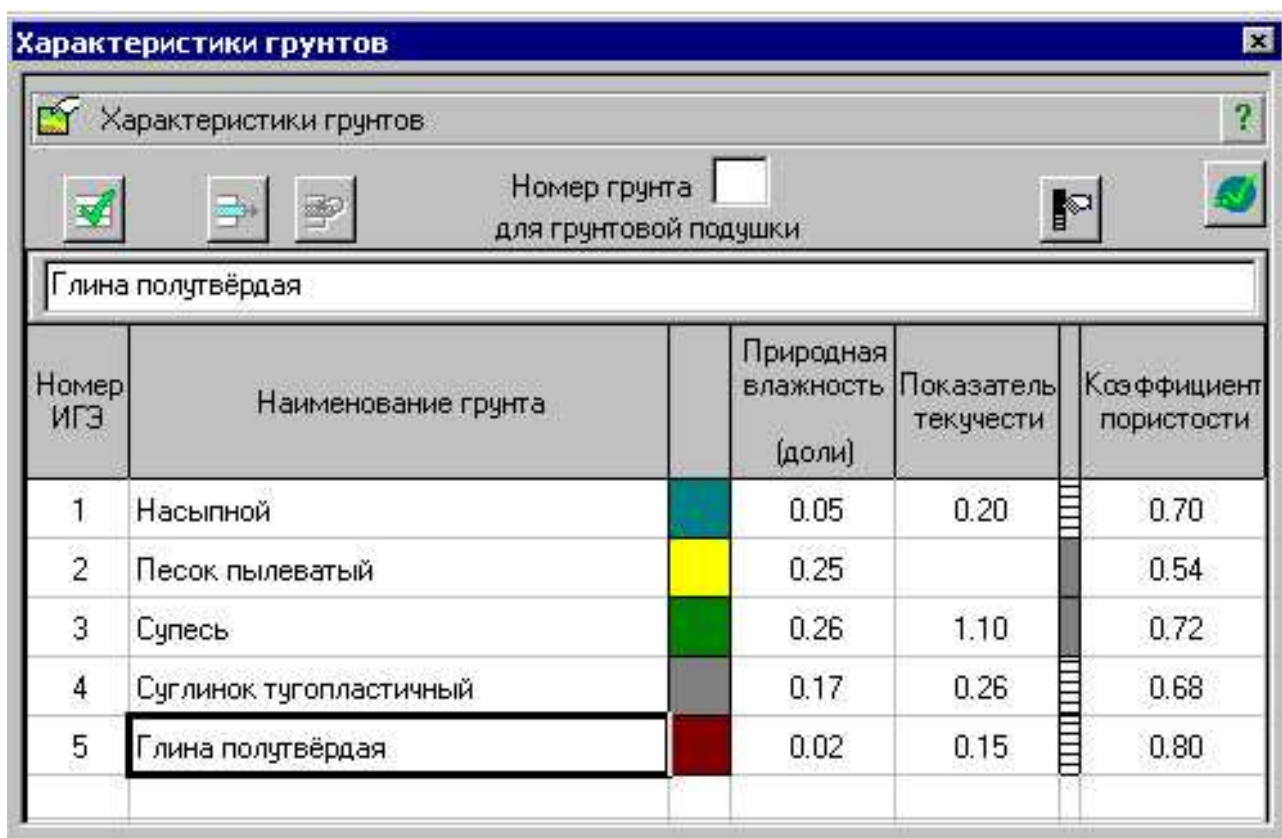 Характеристики грунтов
Характеристики грунтов
?
Номер грунта
для грунтовой подушки
Глина полутвёрдая
Номер ИГЭ Наименование грунта Природная влажность (доли) Показатель текучести Коэффициент пористости
1 Насыпной 0.05 0.20 0.70
2 Песок пылеватый 0.25 0.54
3 Супесь 0.26 1.10 0.72
4 Суглинок тугопластичный 0.17 0.26 0.68
5 Глина полутвёрдая 0.02 0.15 0.80